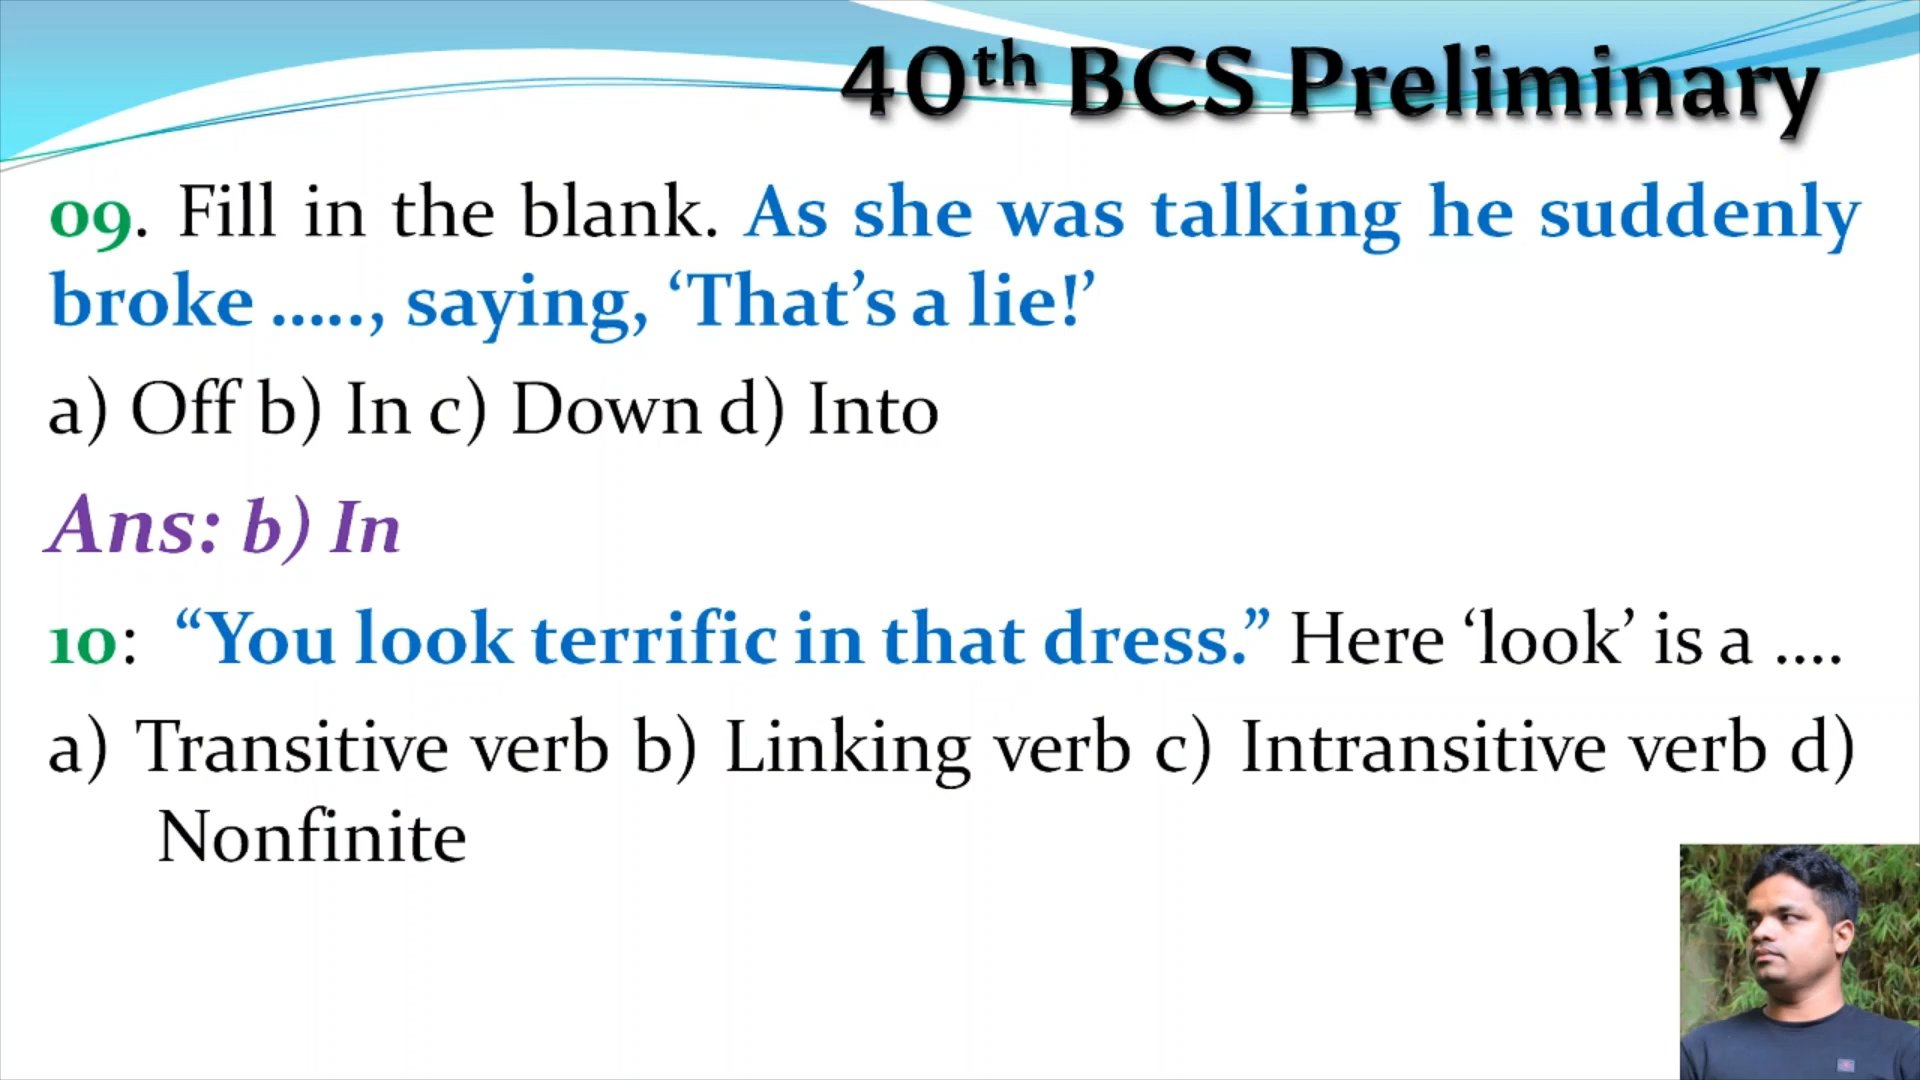 40th BCS Preliminary
09. Fill in the blank. As she was talking he suddenly
broke ....., saying, ‘That’s a lie!’
a) Off b) In c) Down d) Into
Ans: b) In
10: “You look terrific in that dress.” Here ‘look’ is a ....
a) Transitive verb b) Linking verb c) Intransitive verb d)
Nonfinite